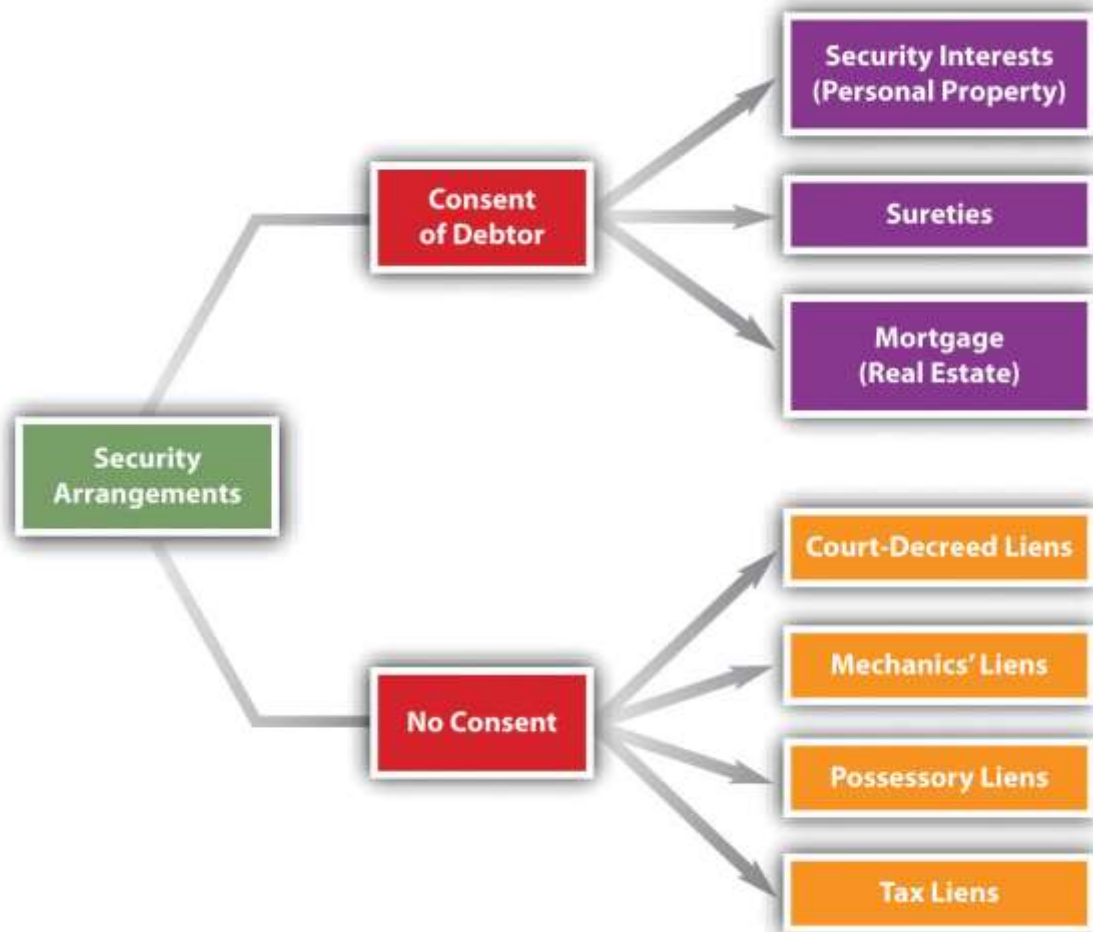 Security Interests
(Personal Property)
Consent
of Debtor
Sureties
Mortgage
(Real Estate)
Security
Arrangements
Court-Decreed Liens
Mechanics’ Liens
No Consent
Possessory Liens
Tax Liens